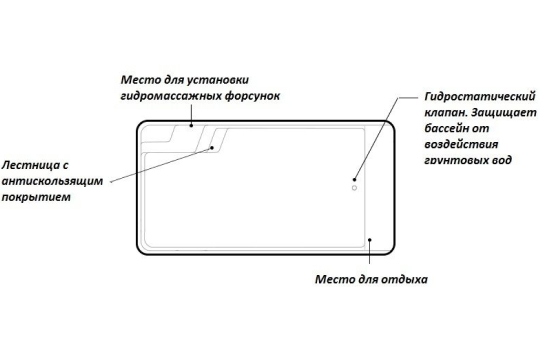 Место для установки
гидромассажных форсунок
Гидростатический
клапан. Защищает
бассейн от
воздействия
грунтовых вод
Лестница с
антискользящим
покрытием
Место для отдыха